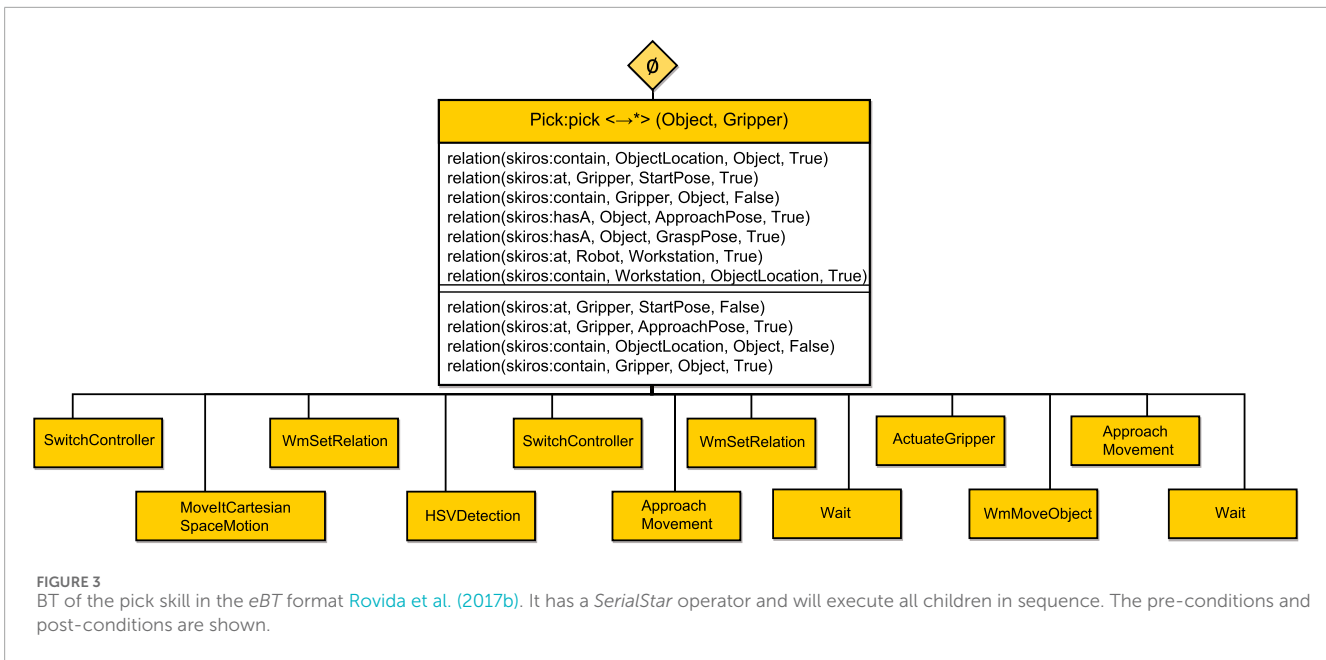 Ø
Pick:pick <→*> (Object, Gripper)
relation(skiros:contain, ObjectLocation, Object, True)
relation(skiros:at, Gripper, StartPose, True)
relation(skiros:contain, Gripper, Object, False)
relation(skiros:hasA, Object, ApproachPose, True)
relation(skiros:hasA, Object, GraspPose, True)
relation(skiros:at, Robot, Workstation, True)
relation(skiros:contain, Workstation, ObjectLocation, True)
relation(skiros:at, Gripper, StartPose, False)
relation(skiros:at, Gripper, ApproachPose, True)
relation(skiros:contain, ObjectLocation, Object, False)
relation(skiros:contain, Gripper, Object, True)
SwitchController
MoveItCartesian
SpaceMotion
WmSetRelation
HSVDetection
SwitchController
Approach
Movement
WmSetRelation
Wait
ActuateGripper
WmMoveObject
Approach
Movement
Wait
FIGURE 3
BT of the pick skill in the eBT format Rovida et al. (2017b). It has a SerialStar operator and will execute all children in sequence. The pre-conditions and
post-conditions are shown.